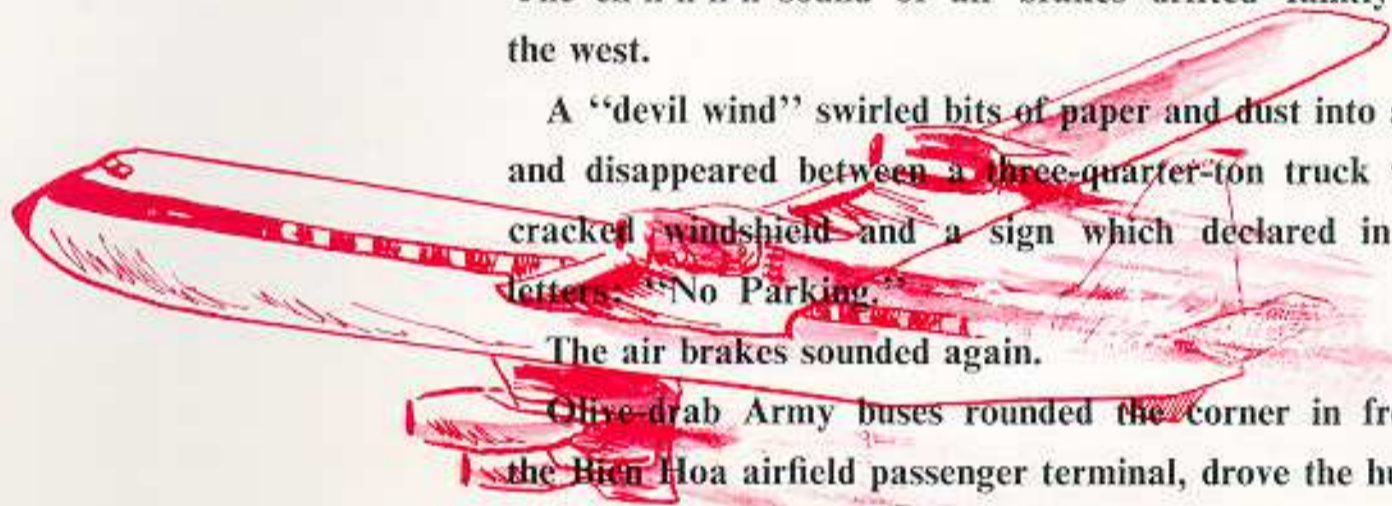 the west.
A “devil wind” swirled bits of paper and dust into
and disappeared between a three-quarter-ton truck
cracked windshield and a sign which declared in
letters: “No Parking.”
The air brakes sounded again.
Olive-drab Army buses rounded the corner in
the Bien Hoa airfield passenger terminal, drove the